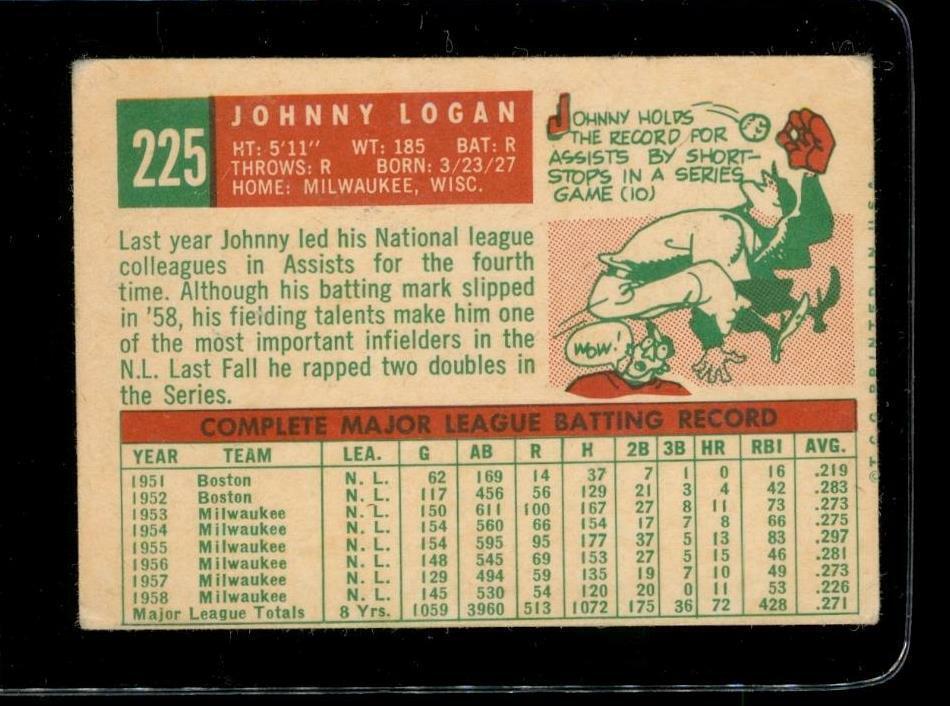 225
JOHNNY LOGAN
HT: 5'11" WT: 185 BAT: R
THROWS: R BORN: 3/23/27
HOME: MILWAUKEE, WISC.
JOHNNY HOLDS
THE RECORD FOR
ASSISTS BY SHORT-
STOPS IN A SERIES
GAME (10)
WOW!
Last year Johnny led his National league
colleagues in Assists for the fourth
time. Although his batting mark slipped
in '58, his fielding talents make him one
of the most important infielders in the
N.L. Last Fall he rapped two doubles in
the Series.
COMPLETE MAJOR LEAGUE BATTING RECORD
YEAR TEAM LEA. G AB R H 2B 3B HR RBI AVG.
1951 Boston N. L. 62 169 14 37 7 1 0 16 .219
1952 Boston N. L. 117 456 56 129 21 3 4 42 .283
1953 Milwaukee N. L. 150 611 100 167 27 8 11 73 .273
1954 Milwaukee N. L. 154 560 66 154 17 7 8 66 .275
1955 Milwaukee N. L. 154 595 95 177 37 5 13 83 .297
1956 Milwaukee N. L. 148 545 69 153 27 5 15 46 .281
1957 Milwaukee N. L. 129 494 59 135 19 7 10 49 .273
1958 Milwaukee N. L. 145 530 54 120 20 0 11 53 .226
Major League Totals 8 Yrs. 1059 3960 513 1072 175 36 72 428 .271
© T. C. G. PRINTED IN U.S.A.